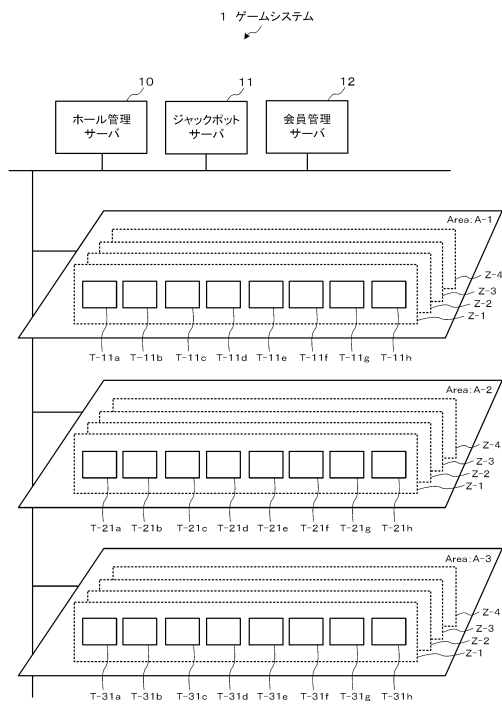 1 ゲームシステム
10
11
12
ホール管理
サーバ
ジャックポット
サーバ
会員管理
サーバ
Area:A-1
Z-4
Z-3
Z-2
Z-1
T-11a T-11b T-11c T-11d T-11e T-11f T-11g T-11h
Area:A-2
Z-4
Z-3
Z-2
Z-1
T-21a T-21b T-21c T-21d T-21e T-21f T-21g T-21h
Area:A-3
Z-4
Z-3
Z-2
Z-1
T-31a T-31b T-31c T-31d T-31e T-31f T-31g T-31h